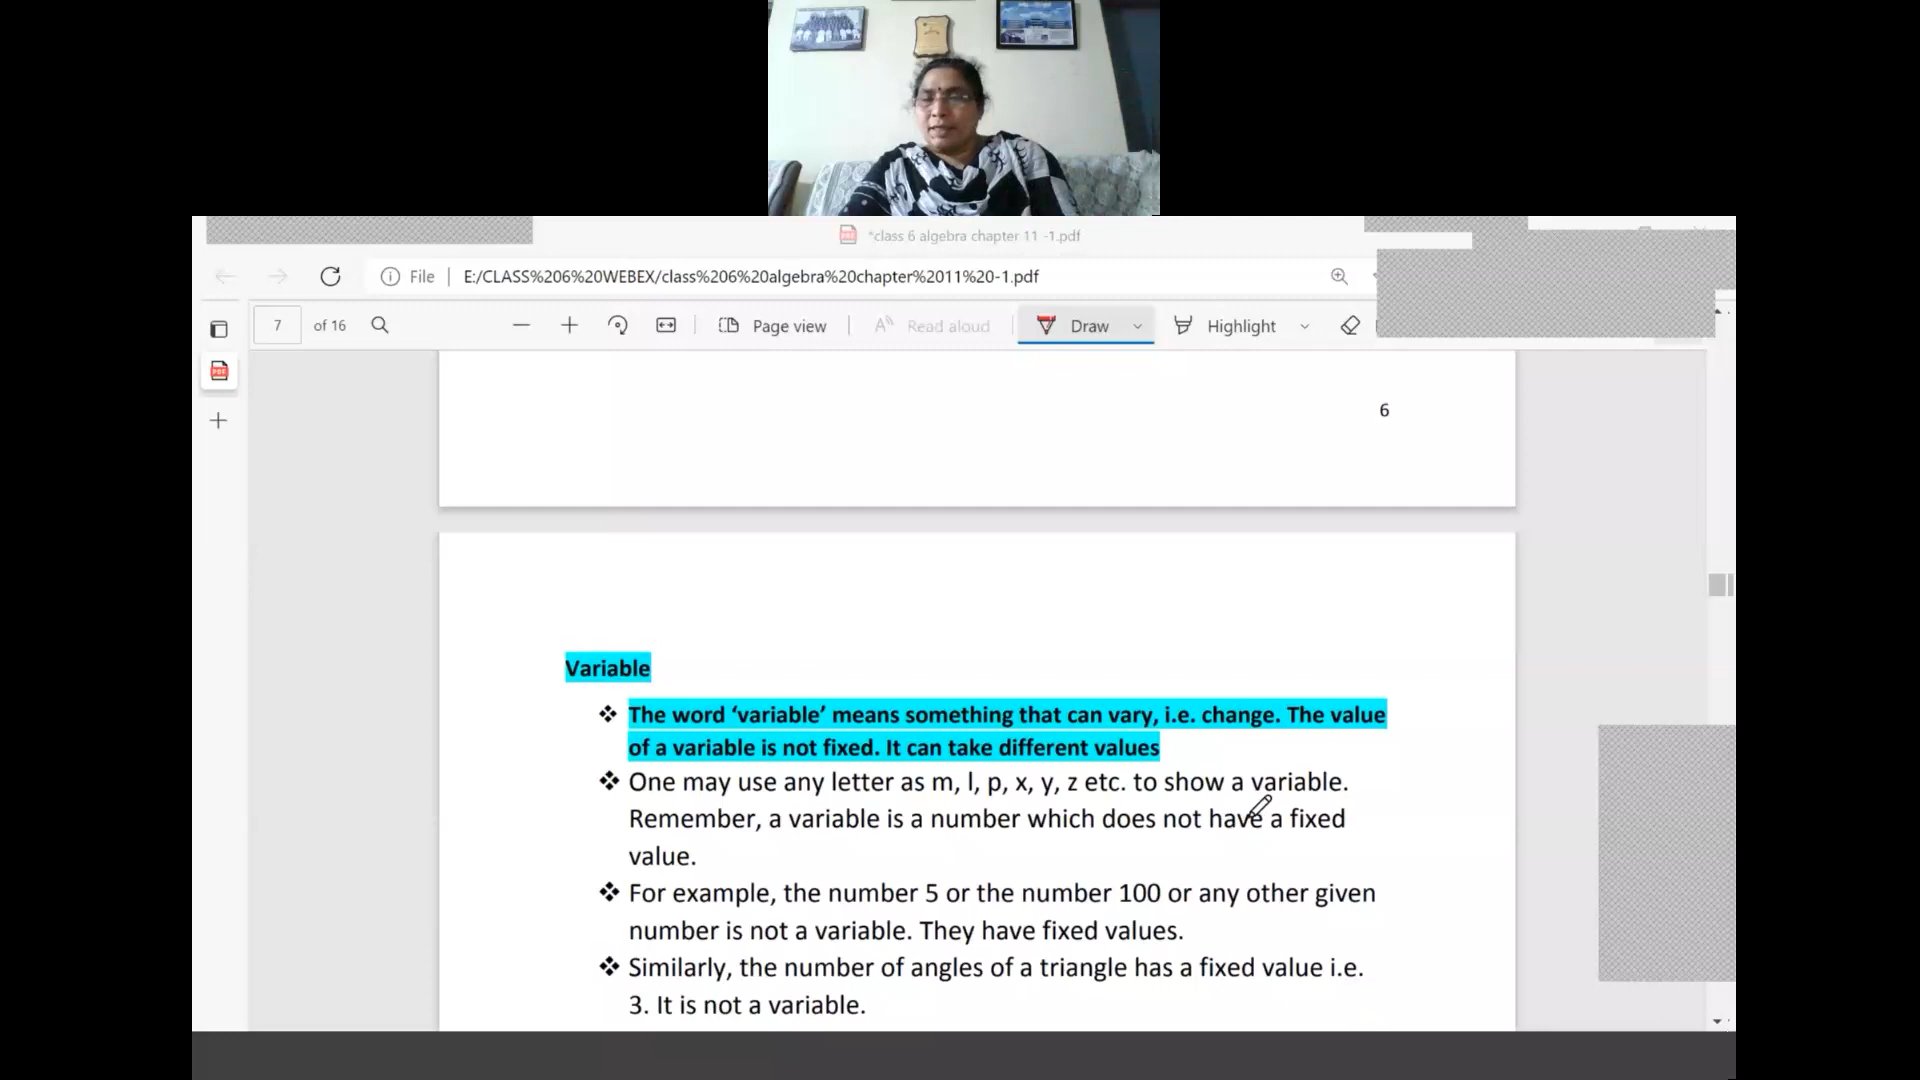 *class 6 algebra chapter 11 -1.pdf
File | E:/CLASS%206%20WEBEX/class%206%20algebra%20chapter%2011%20-1.pdf
7 of 16 Page view Read aloud Draw Highlight
6
Variable
❖ The word ‘variable’ means something that can vary, i.e. change. The value
of a variable is not fixed. It can take different values
❖ One may use any letter as m, l, p, x, y, z etc. to show a variable.
Remember, a variable is a number which does not have a fixed
value.
❖ For example, the number 5 or the number 100 or any other given
number is not a variable. They have fixed values.
❖ Similarly, the number of angles of a triangle has a fixed value i.e.
3. It is not a variable.